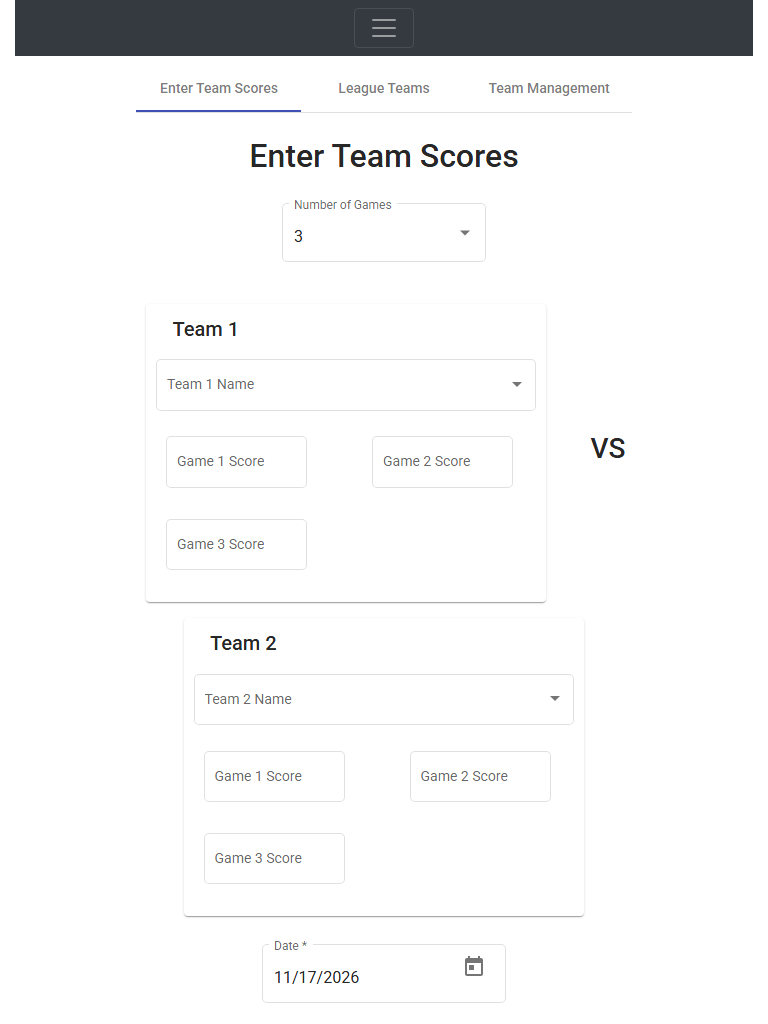 Enter Team Scores League Teams Team Management
Enter Team Scores
Number of Games
3
Team 1
Team 1 Name
Game 1 Score Game 2 Score
Game 3 Score
VS
Team 2
Team 2 Name
Game 1 Score Game 2 Score
Game 3 Score
Date *
11/17/2026